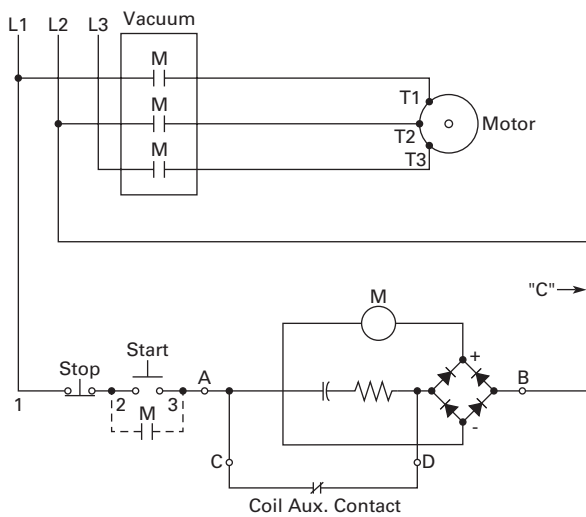 Vacuum
L1 L2 L3
M
T1
M
T2
Motor
M
T3
"C"
M
Start
Stop
A
+
B
1
2
3
M
-
C
D
Coil Aux. Contact